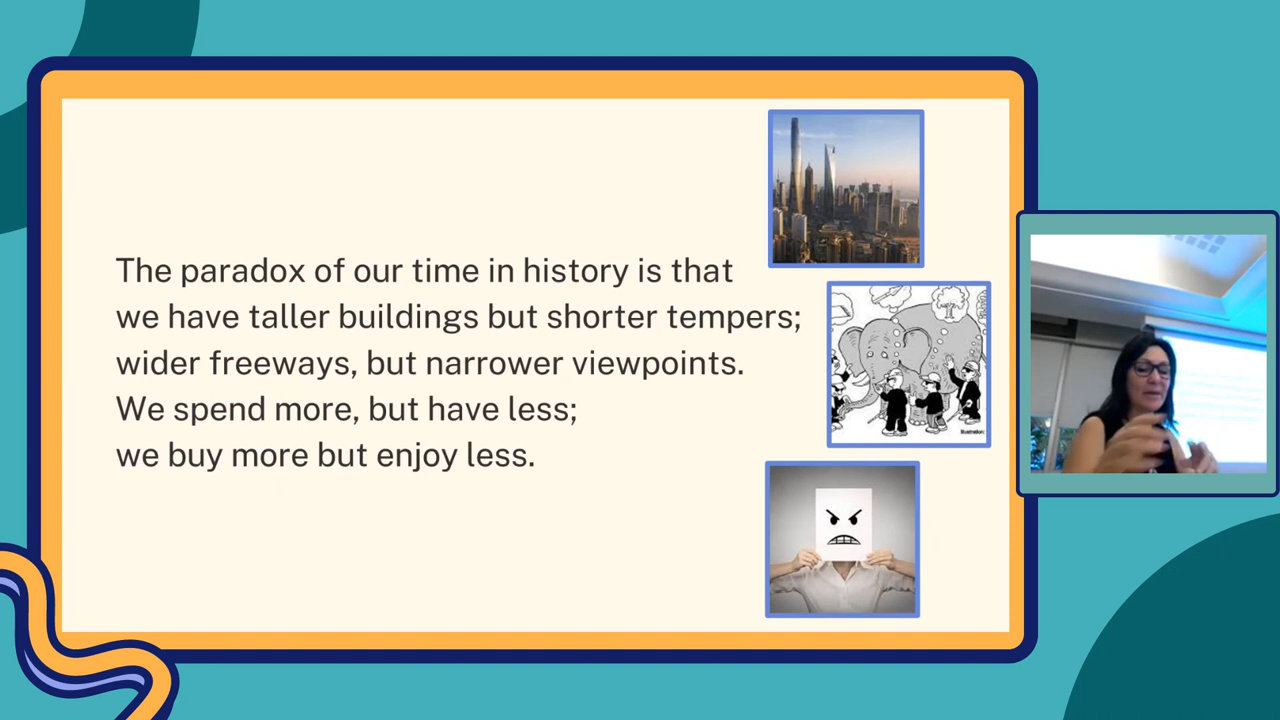 The paradox of our time in history is that
we have taller buildings but shorter tempers;
wider freeways, but narrower viewpoints.
We spend more, but have less;
we buy more but enjoy less.
Illustration: